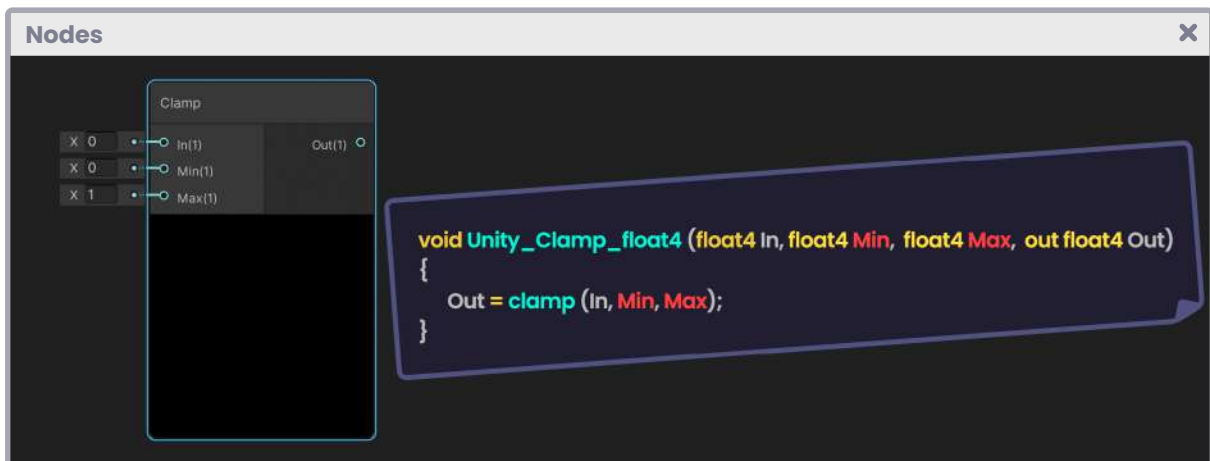 Nodes
Clamp
X 0 In(1) Out(1)
X 0 Min(1)
X 1 Max(1)
void Unity_Clamp_float4 (float4 In, float4 Min, float4 Max, out float4 Out)
{
Out = clamp (In, Min, Max);
}